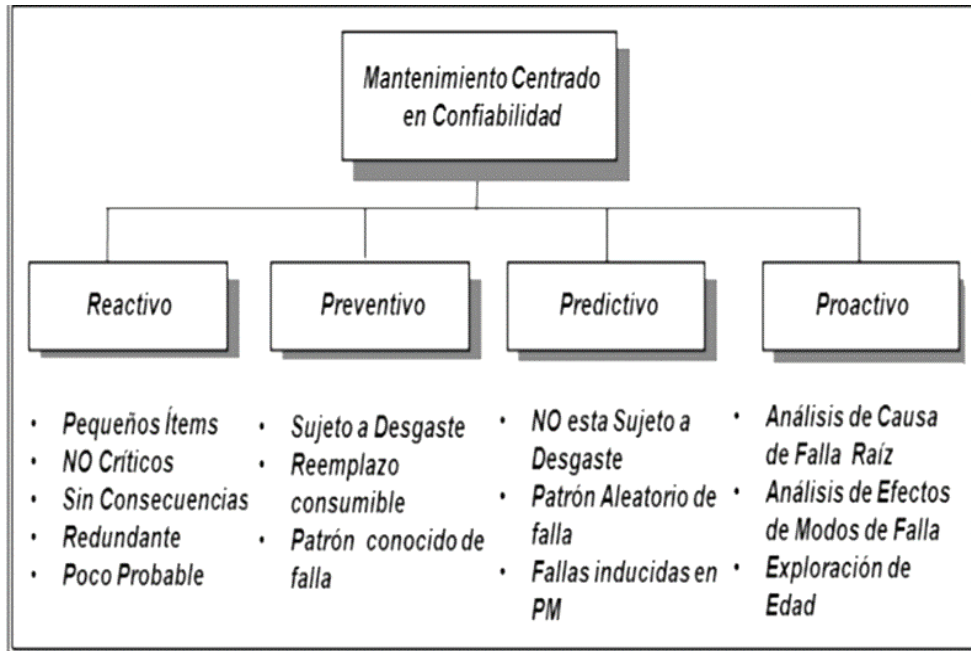 Mantenimiento Centrado
en Confiabilidad
Reactivo
Preventivo
Predictivo
Proactivo
• Pequeños Ítems
• NO Críticos
• Sin Consecuencias
• Redundante
• Poco Probable
• Sujeto a Desgaste
• Reemplazo
consumible
• Patrón conocido de
falla
• NO esta Sujeto a
Desgaste
• Patrón Aleatorio de
falla
• Fallas inducidas en
PM
• Análisis de Causa
de Falla Raíz
• Análisis de Efectos
de Modos de Falla
• Exploración de
Edad